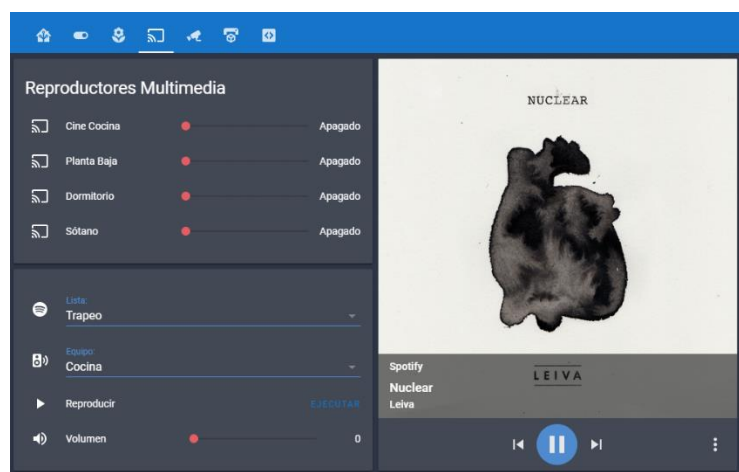 Reproductores Multimedia
Cine Cocina Apagado
Planta Baja Apagado
Dormitorio Apagado
Sótano Apagado
Lista:
Trapeo
Equipo:
Cocina
Reproducir EJECUTAR
Volumen 0
NUCLEAR
LEIVA
Spotify
Nuclear
Leiva